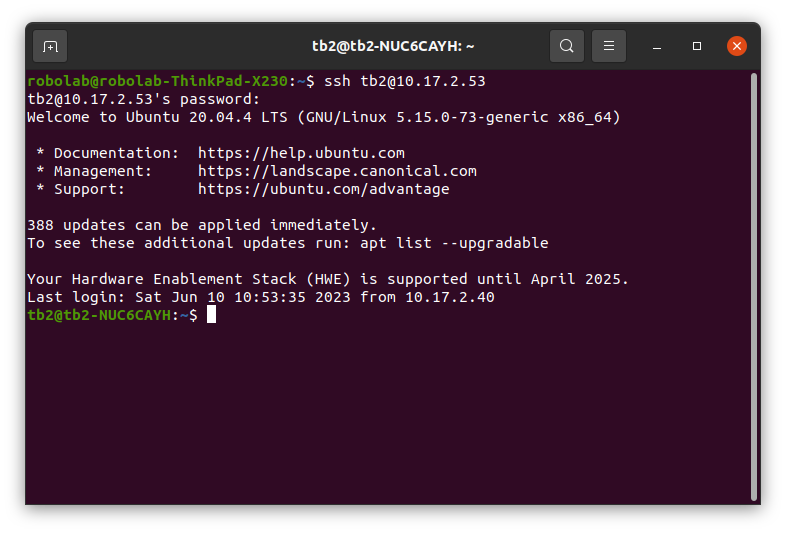 tb2@tb2-NUC6CAYH: ~
robolab@robolab-ThinkPad-X230:~$ ssh tb2@10.17.2.53
tb2@10.17.2.53's password:
Welcome to Ubuntu 20.04.4 LTS (GNU/Linux 5.15.0-73-generic x86_64)
* Documentation:  https://help.ubuntu.com
* Management:     https://landscape.canonical.com
* Support:        https://ubuntu.com/advantage
388 updates can be applied immediately.
To see these additional updates run: apt list --upgradable
Your Hardware Enablement Stack (HWE) is supported until April 2025.
Last login: Sat Jun 10 10:53:35 2023 from 10.17.2.40
tb2@tb2-NUC6CAYH:~$